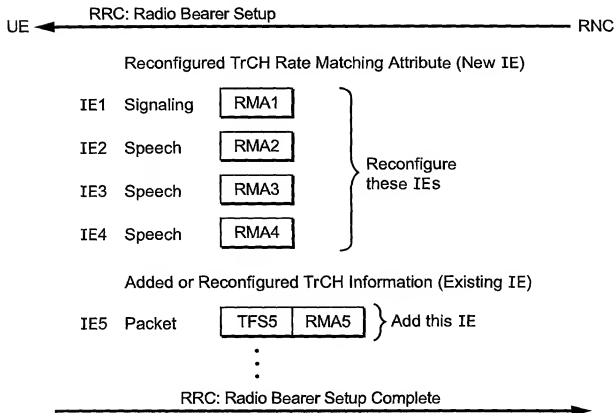 RRC: Radio Bearer Setup
UE RNC
Reconfigured TrCH Rate Matching Attribute (New IE)
IE1 Signaling RMA1
IE2 Speech RMA2
IE3 Speech RMA3
IE4 Speech RMA4
Reconfigure
these IEs
Added or Reconfigured TrCH Information (Existing IE)
IE5 Packet TFS5 RMA5 Add this IE
RRC: Radio Bearer Setup Complete